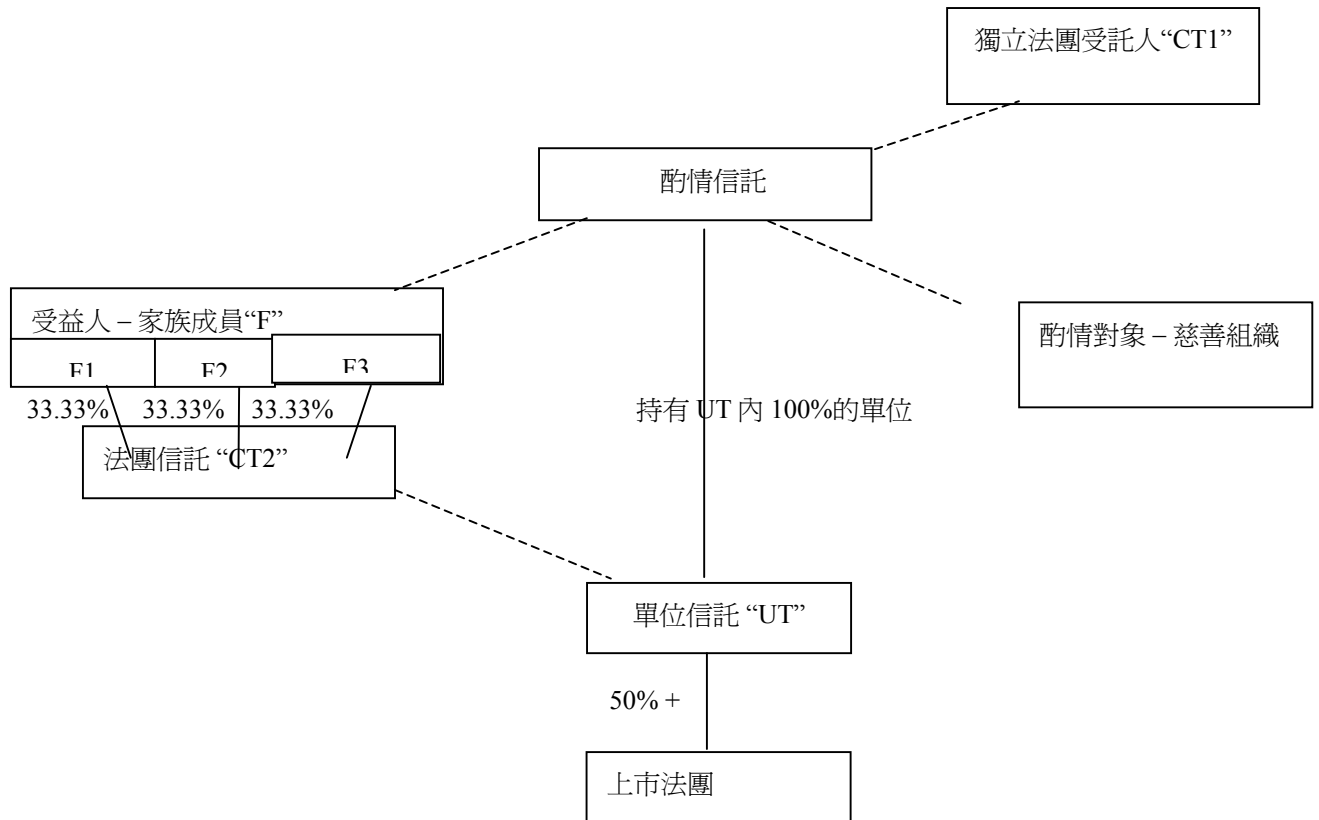 獨立法團受託人“CT1”
酌情信託
受益人 – 家族成員“F”
F1 F2 F3
酌情對象 – 慈善組織
33.33% 33.33% 33.33%
持有 UT 內 100%的單位
法團信託 “CT2”
單位信託 “UT”
50% +
上市法團